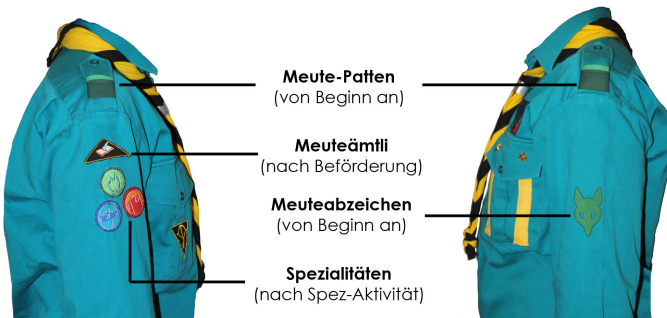 Meute-Patten
(von Beginn an)
Meuteämtli
(nach Beförderung)
Meuteabzeichen
(von Beginn an)
Spezialitäten
(nach Spez-Aktivität)